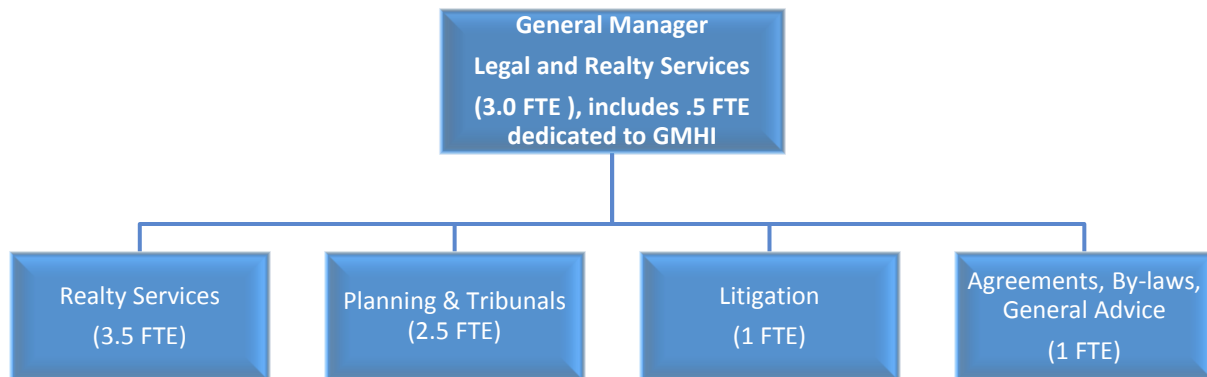 General Manager
Legal and Realty Services
(3.0 FTE ), includes .5 FTE
dedicated to GMHI
Realty Services
(3.5 FTE)
Planning & Tribunals
(2.5 FTE)
Litigation
(1 FTE)
Agreements, By-laws,
General Advice
(1 FTE)